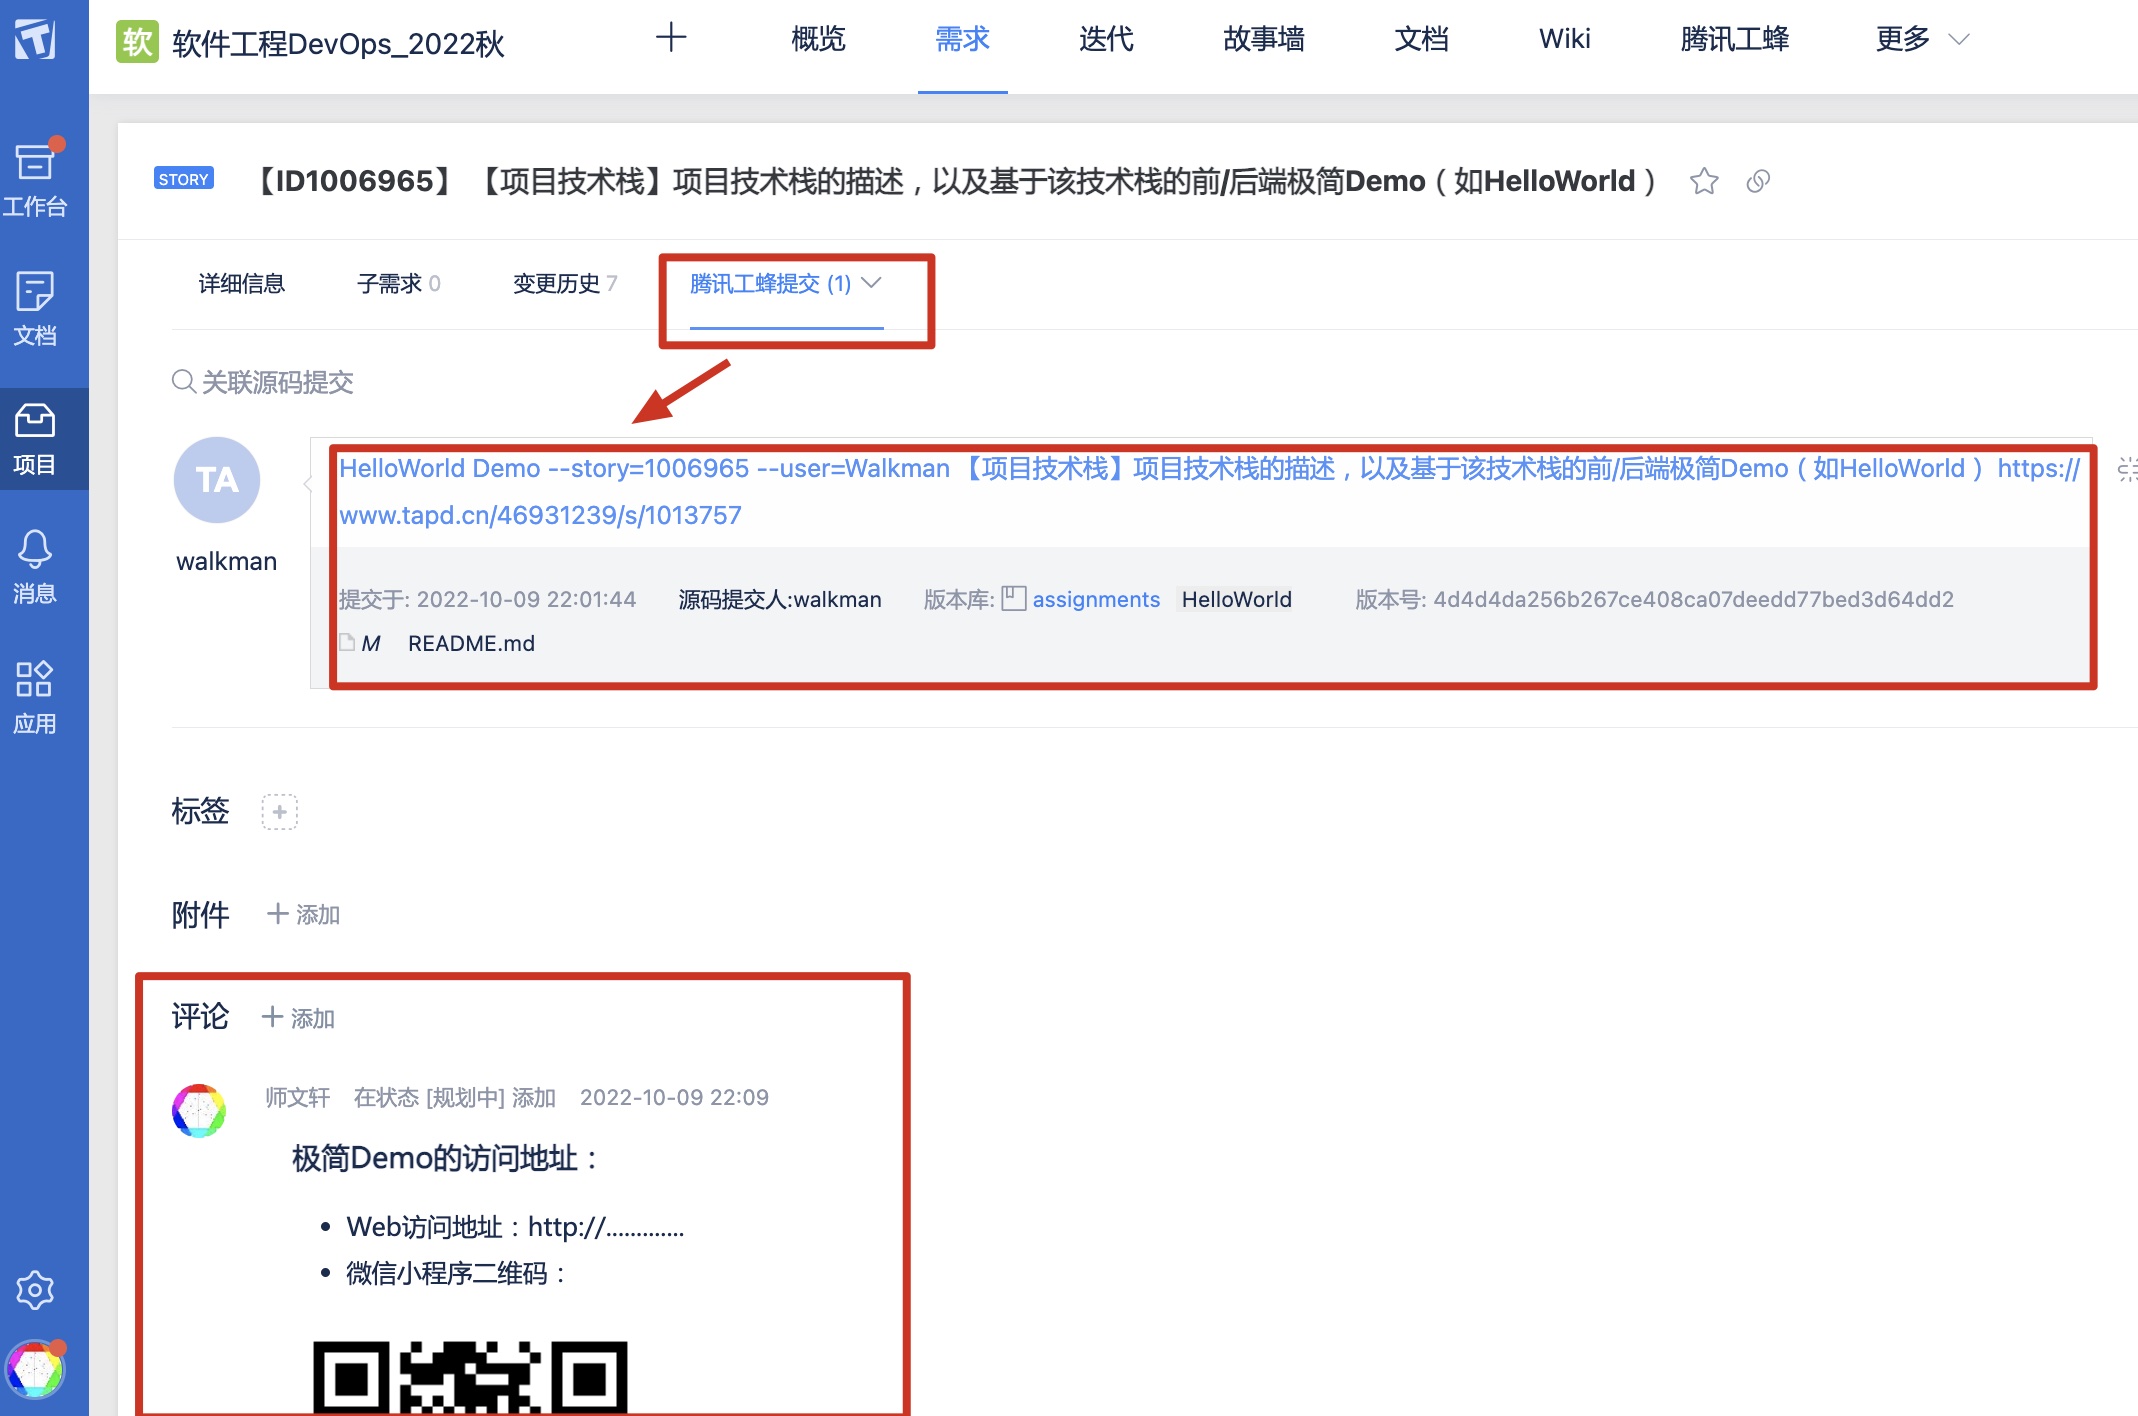 软 软件工程DevOps_2022秋
概览 需求 迭代 故事墙 文档 Wiki 腾讯工蜂 更多
工作台
文档
项目
消息
应用
STORY 【ID1006965】 【项目技术栈】项目技术栈的描述，以及基于该技术栈的前/后端极简Demo（如HelloWorld）
详细信息 子需求 0 变更历史 7 腾讯工蜂提交 (1)
关联源码提交
TA
walkman
HelloWorld Demo --story=1006965 --user=Walkman 【项目技术栈】项目技术栈的描述，以及基于该技术栈的前/后端极简Demo（如HelloWorld） https://
www.tapd.cn/46931239/s/1013757
提交于: 2022-10-09 22:01:44 源码提交人:walkman 版本库: assignments HelloWorld 版本号: 4d4d4da256b267ce408ca07deedd77bed3d64dd2
M README.md
标签
附件 添加
评论 添加
师文轩 在状态 [规划中] 添加 2022-10-09 22:09
极简Demo的访问地址：
• Web访问地址：http://.............
• 微信小程序二维码：